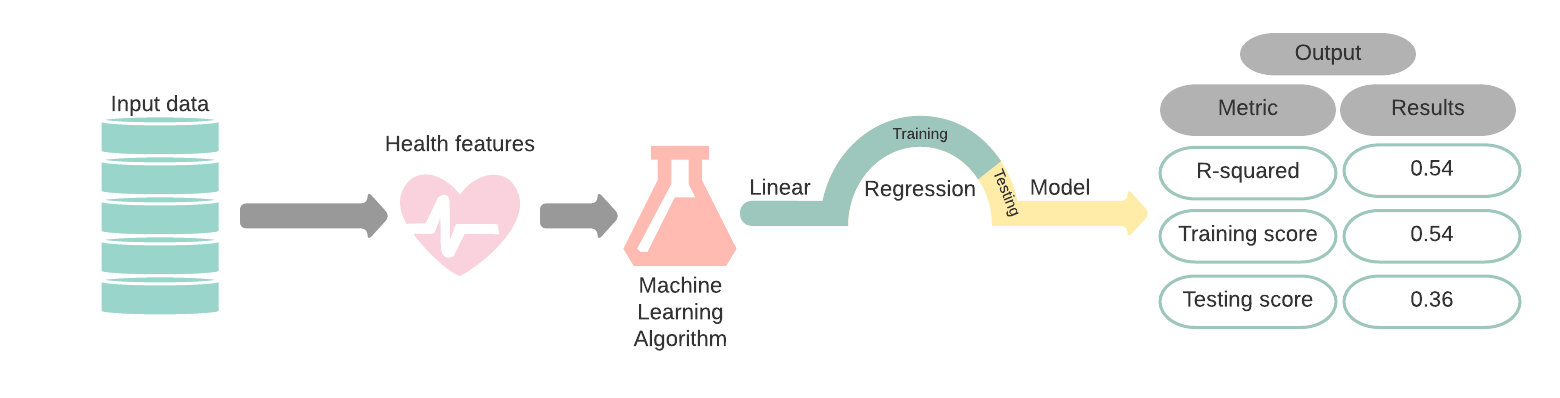 Input data
Health features
Machine
Learning
Algorithm
Linear
Training
Regression
Testing
Model
Output
Metric Results
R-squared 0.54
Training score 0.54
Testing score 0.36